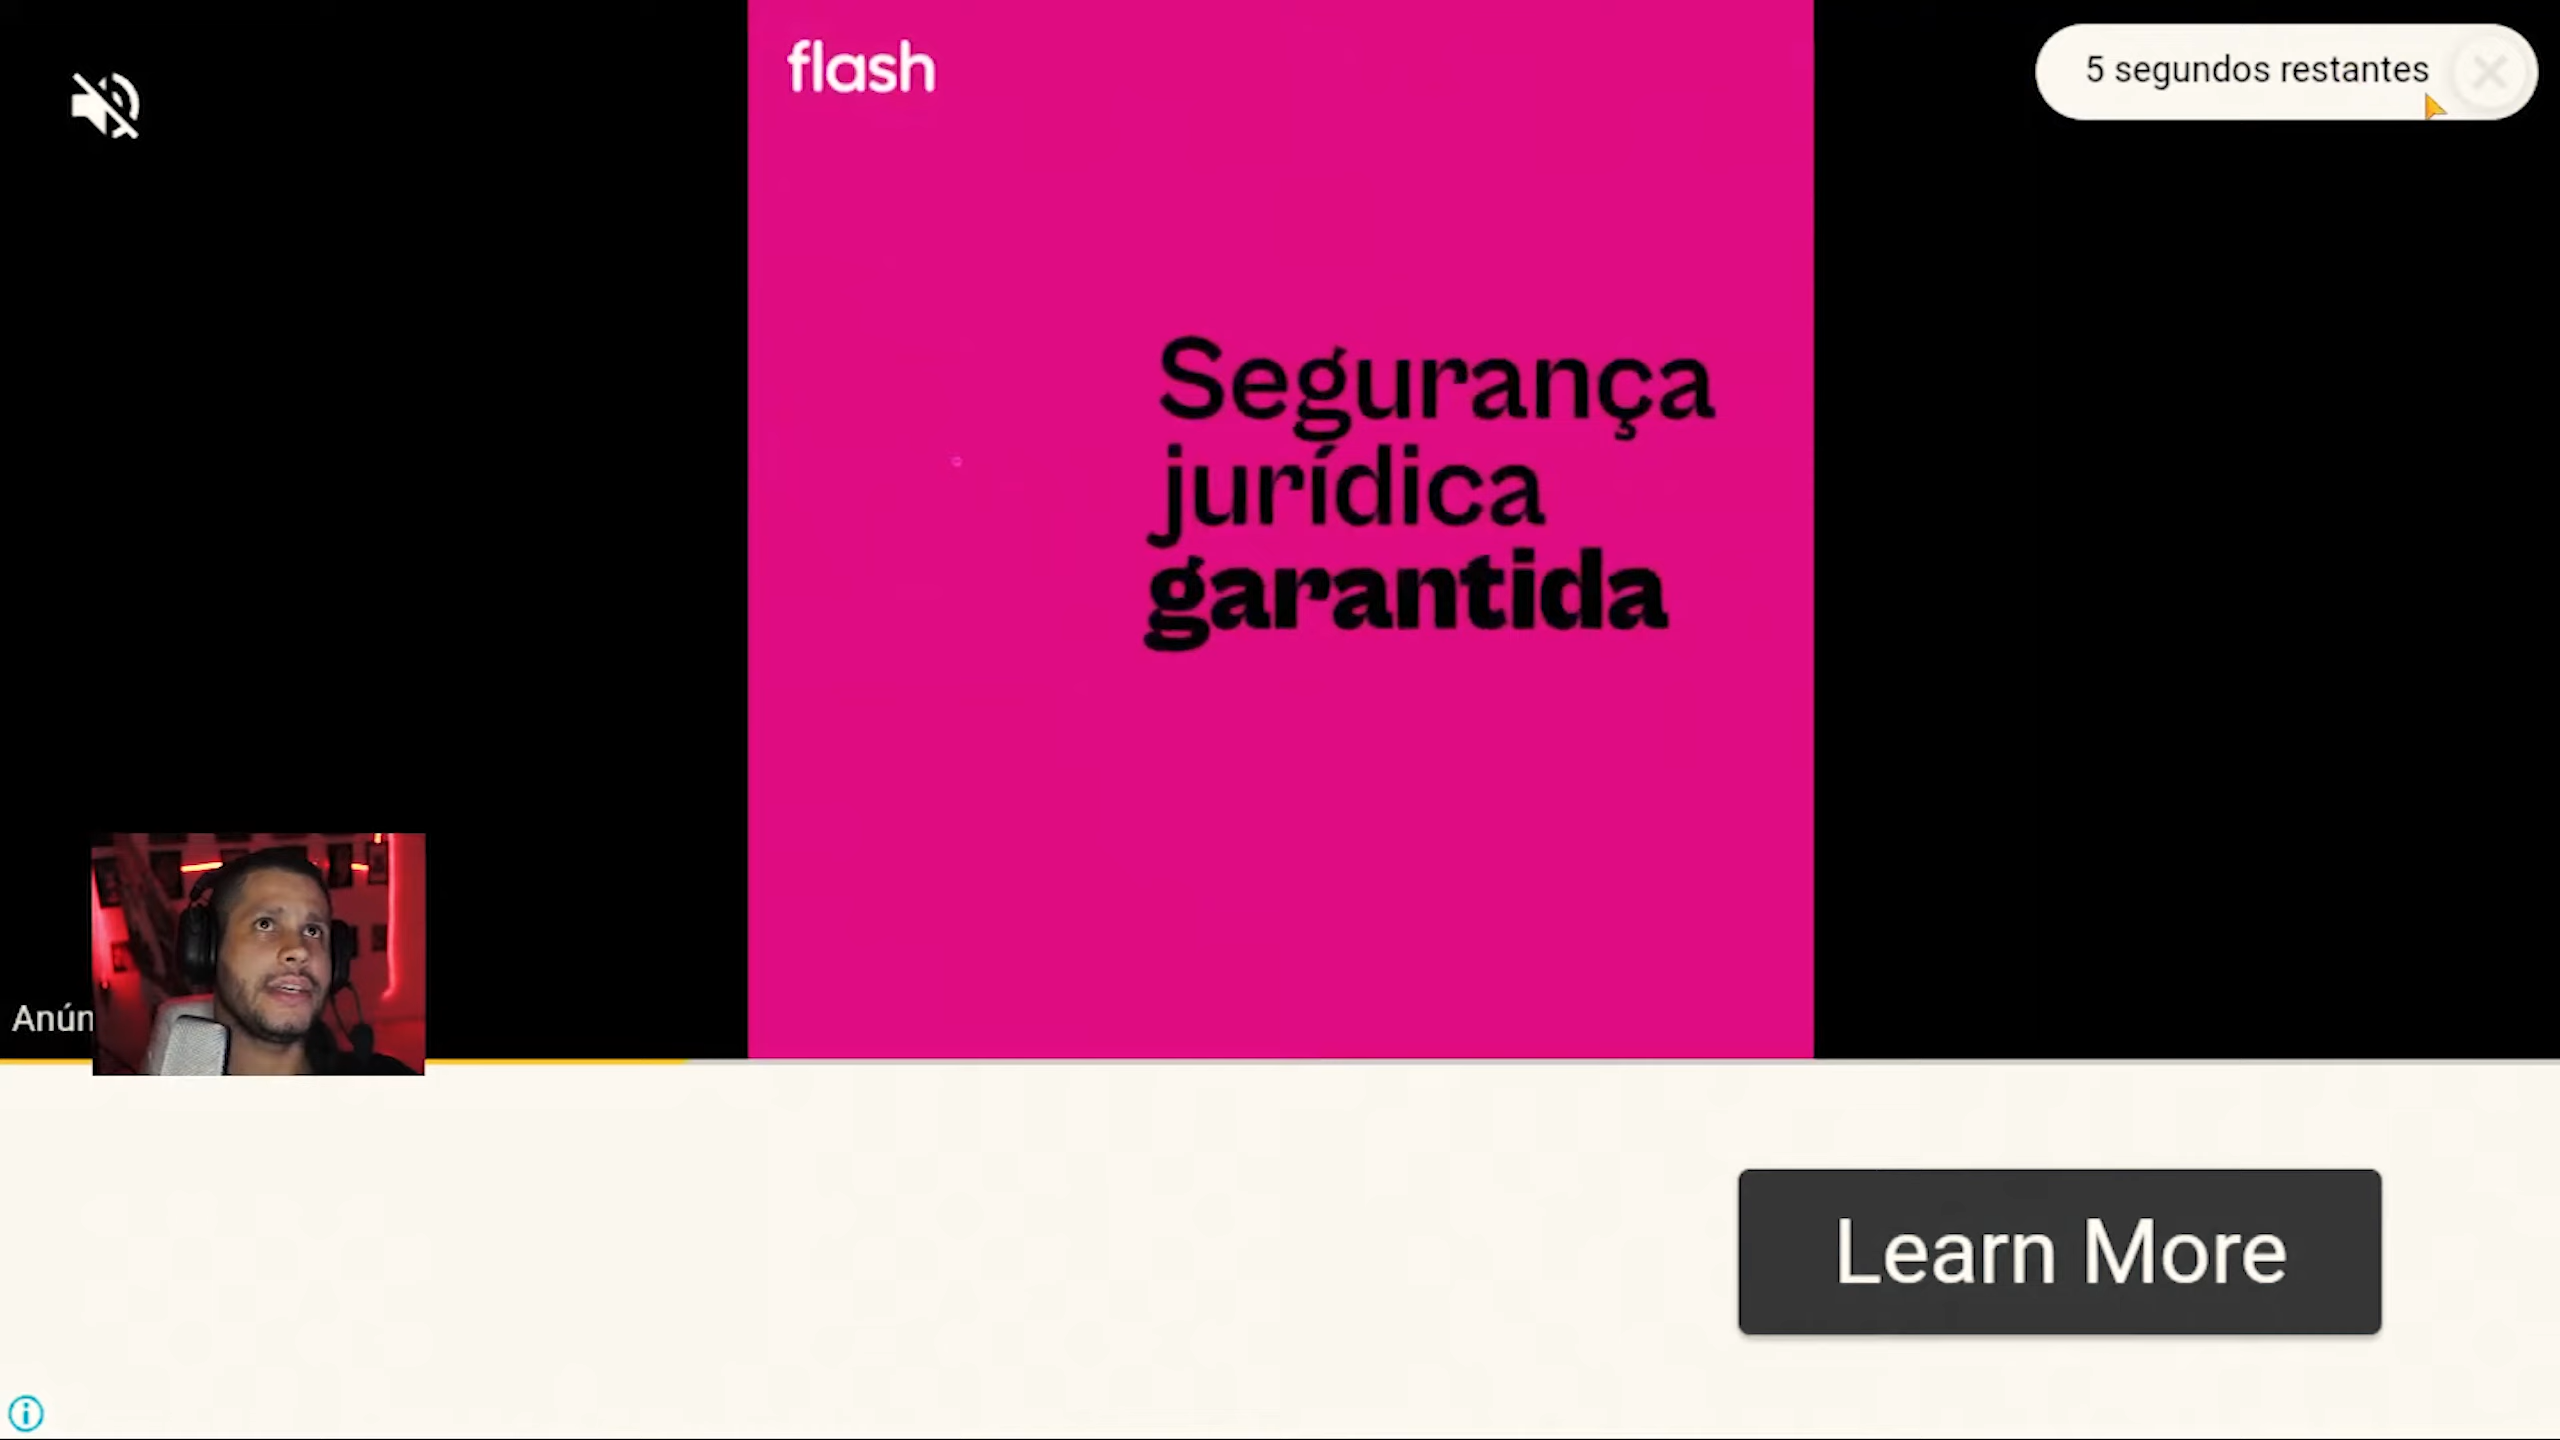 flash
5 segundos restantes
Segurança
jurídica
garantida
Anún
Learn More